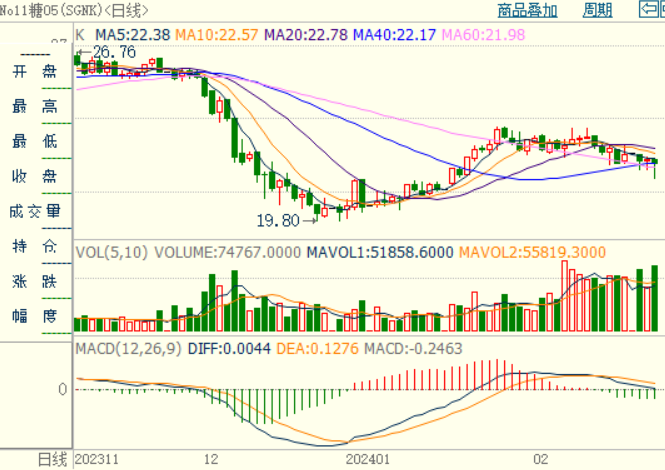 No11糖05(SGNK)<日线> 商品叠加 周期
K MA5:22.38 MA10:22.57 MA20:22.78 MA40:22.17 MA60:21.98
26.76
开 盘
最 高
最 低
收 盘
成交量
19.80
持 仓
VOL(5,10) VOLUME:74767.0000 MAVOL1:51858.6000 MAVOL2:55819.3000
涨 跌
幅 度
MACD(12,26,9) DIFF:0.0044 DEA:0.1276 MACD:-0.2463
0
日线 202311 12 202401 02